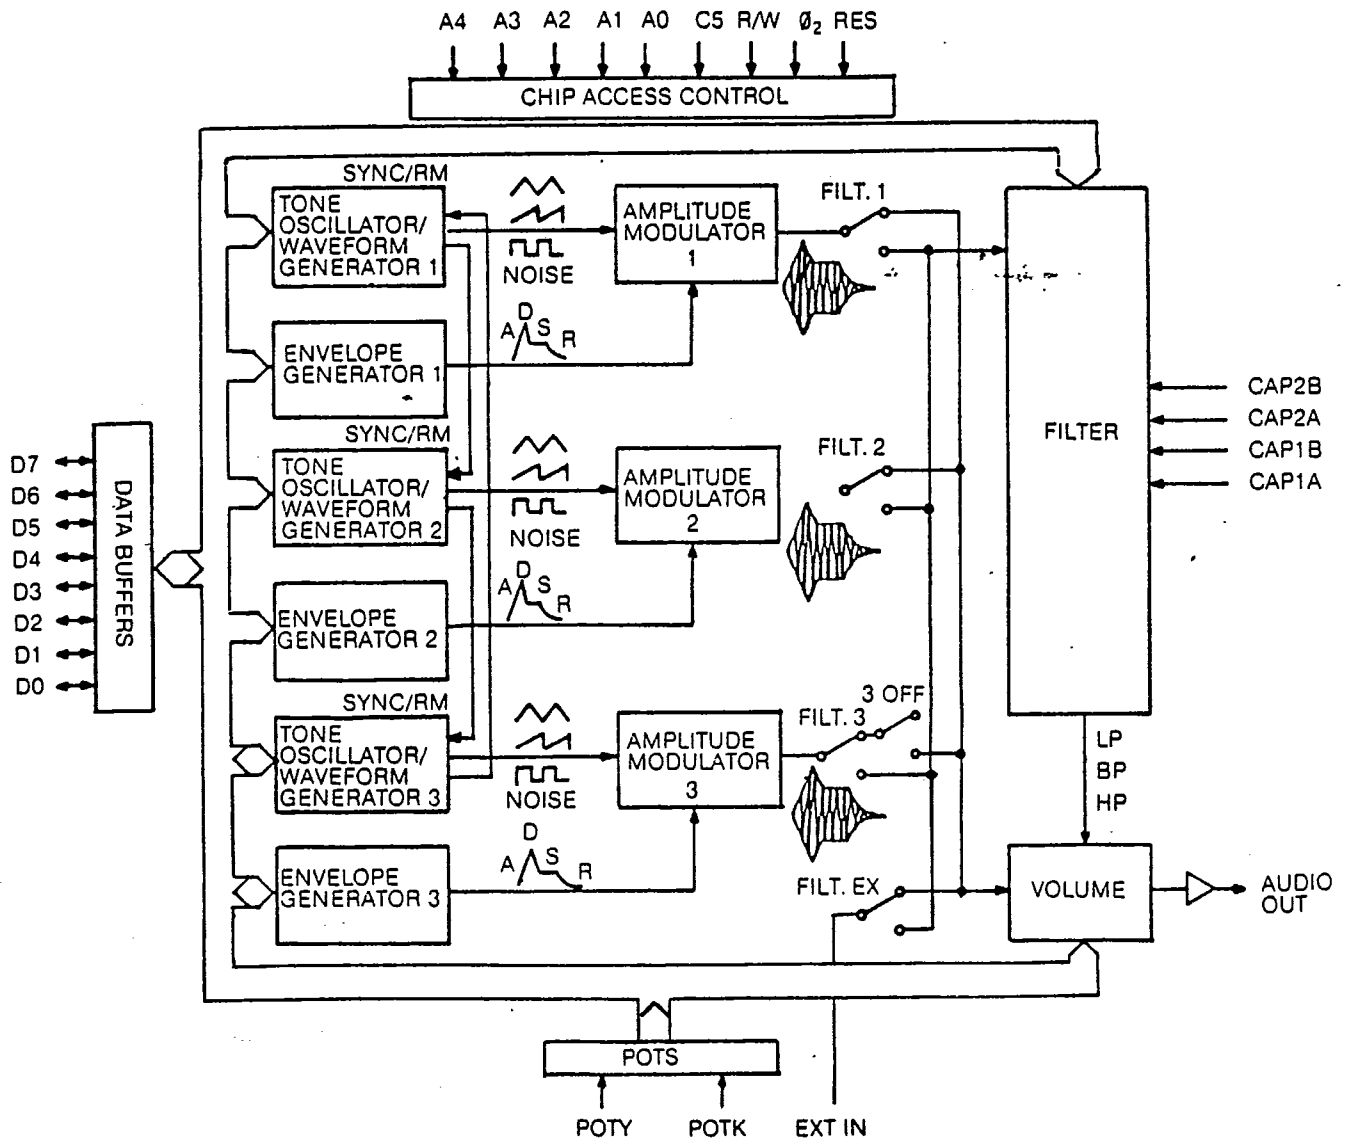 A4 A3 A2 A1 A0 C5 R/W Ø₂ RES
CHIP ACCESS CONTROL
SYNC/RM
TONE
OSCILLATOR/
WAVEFORM
GENERATOR 1
NOISE
AMPLITUDE
MODULATOR
1
FILT. 1
A D S R
ENVELOPE
GENERATOR 1
SYNC/RM
TONE
OSCILLATOR/
WAVEFORM
GENERATOR 2
NOISE
AMPLITUDE
MODULATOR
2
FILT. 2
A D S R
ENVELOPE
GENERATOR 2
SYNC/RM
TONE
OSCILLATOR/
WAVEFORM
GENERATOR 3
NOISE
AMPLITUDE
MODULATOR
3
FILT. 3
3 OFF
A D S R
ENVELOPE
GENERATOR 3
FILT. EX
D7
D6
D5
D4
D3
D2
D1
D0
DATA BUFFERS
FILTER
CAP2B
CAP2A
CAP1B
CAP1A
LP
BP
HP
VOLUME
AUDIO
OUT
POTS
POTY
POTK
EXT IN